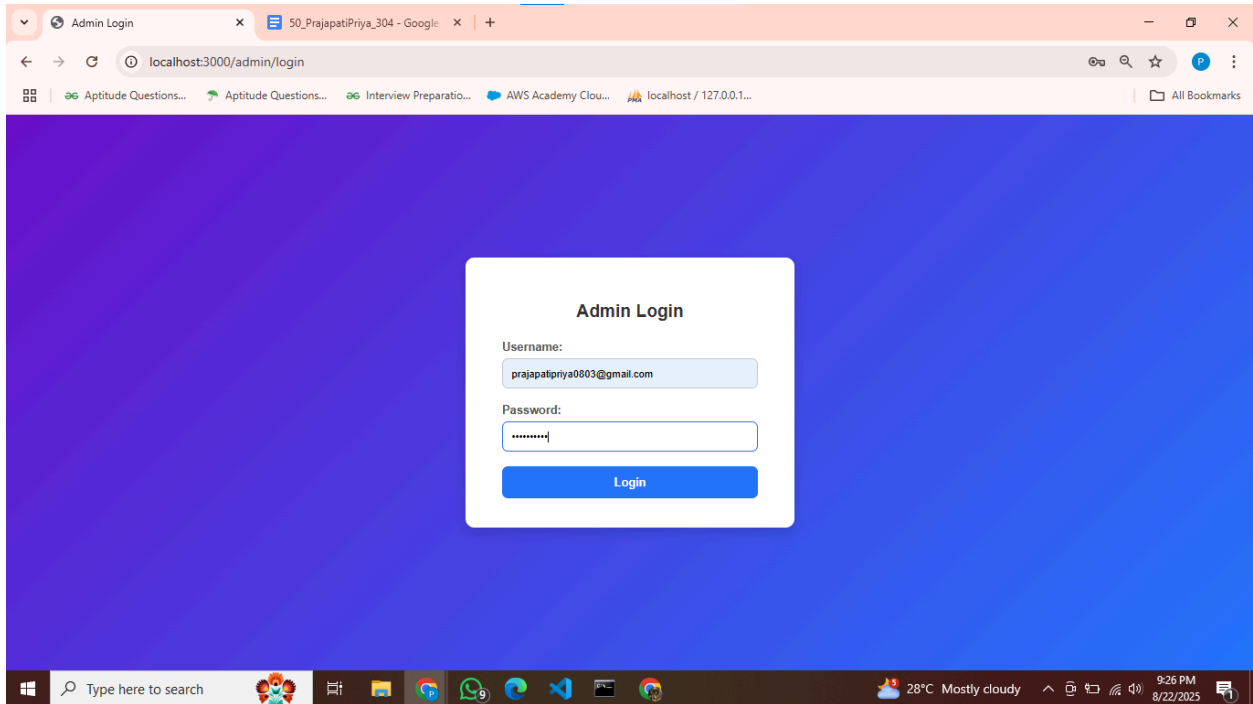 Admin Login
50_PrajapatiPriya_304 - Google
localhost:3000/admin/login
P
Aptitude Questions...
Aptitude Questions...
Interview Preparatio...
AWS Academy Clou...
localhost / 127.0.0.1...
All Bookmarks
Admin Login
Username:
prajapatipriya0803@gmail.com
Password:
••••••••••
Login
Type here to search
9
28°C Mostly cloudy
9:26 PM
8/22/2025
1